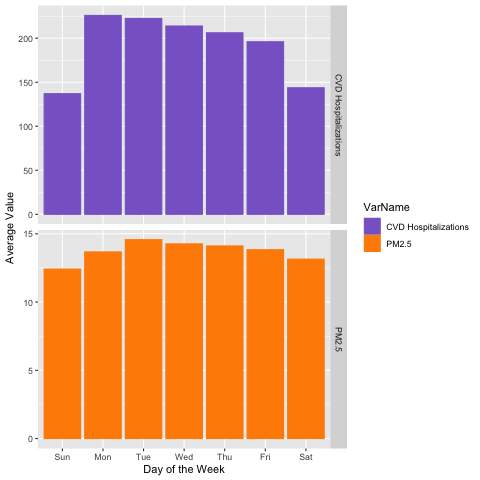 200
150
100
50
0
CVD Hospitalizations
15
10
5
0
PM2.5
Average Value
Sun Mon Tue Wed Thu Fri Sat
Day of the Week
VarName
CVD Hospitalizations
PM2.5